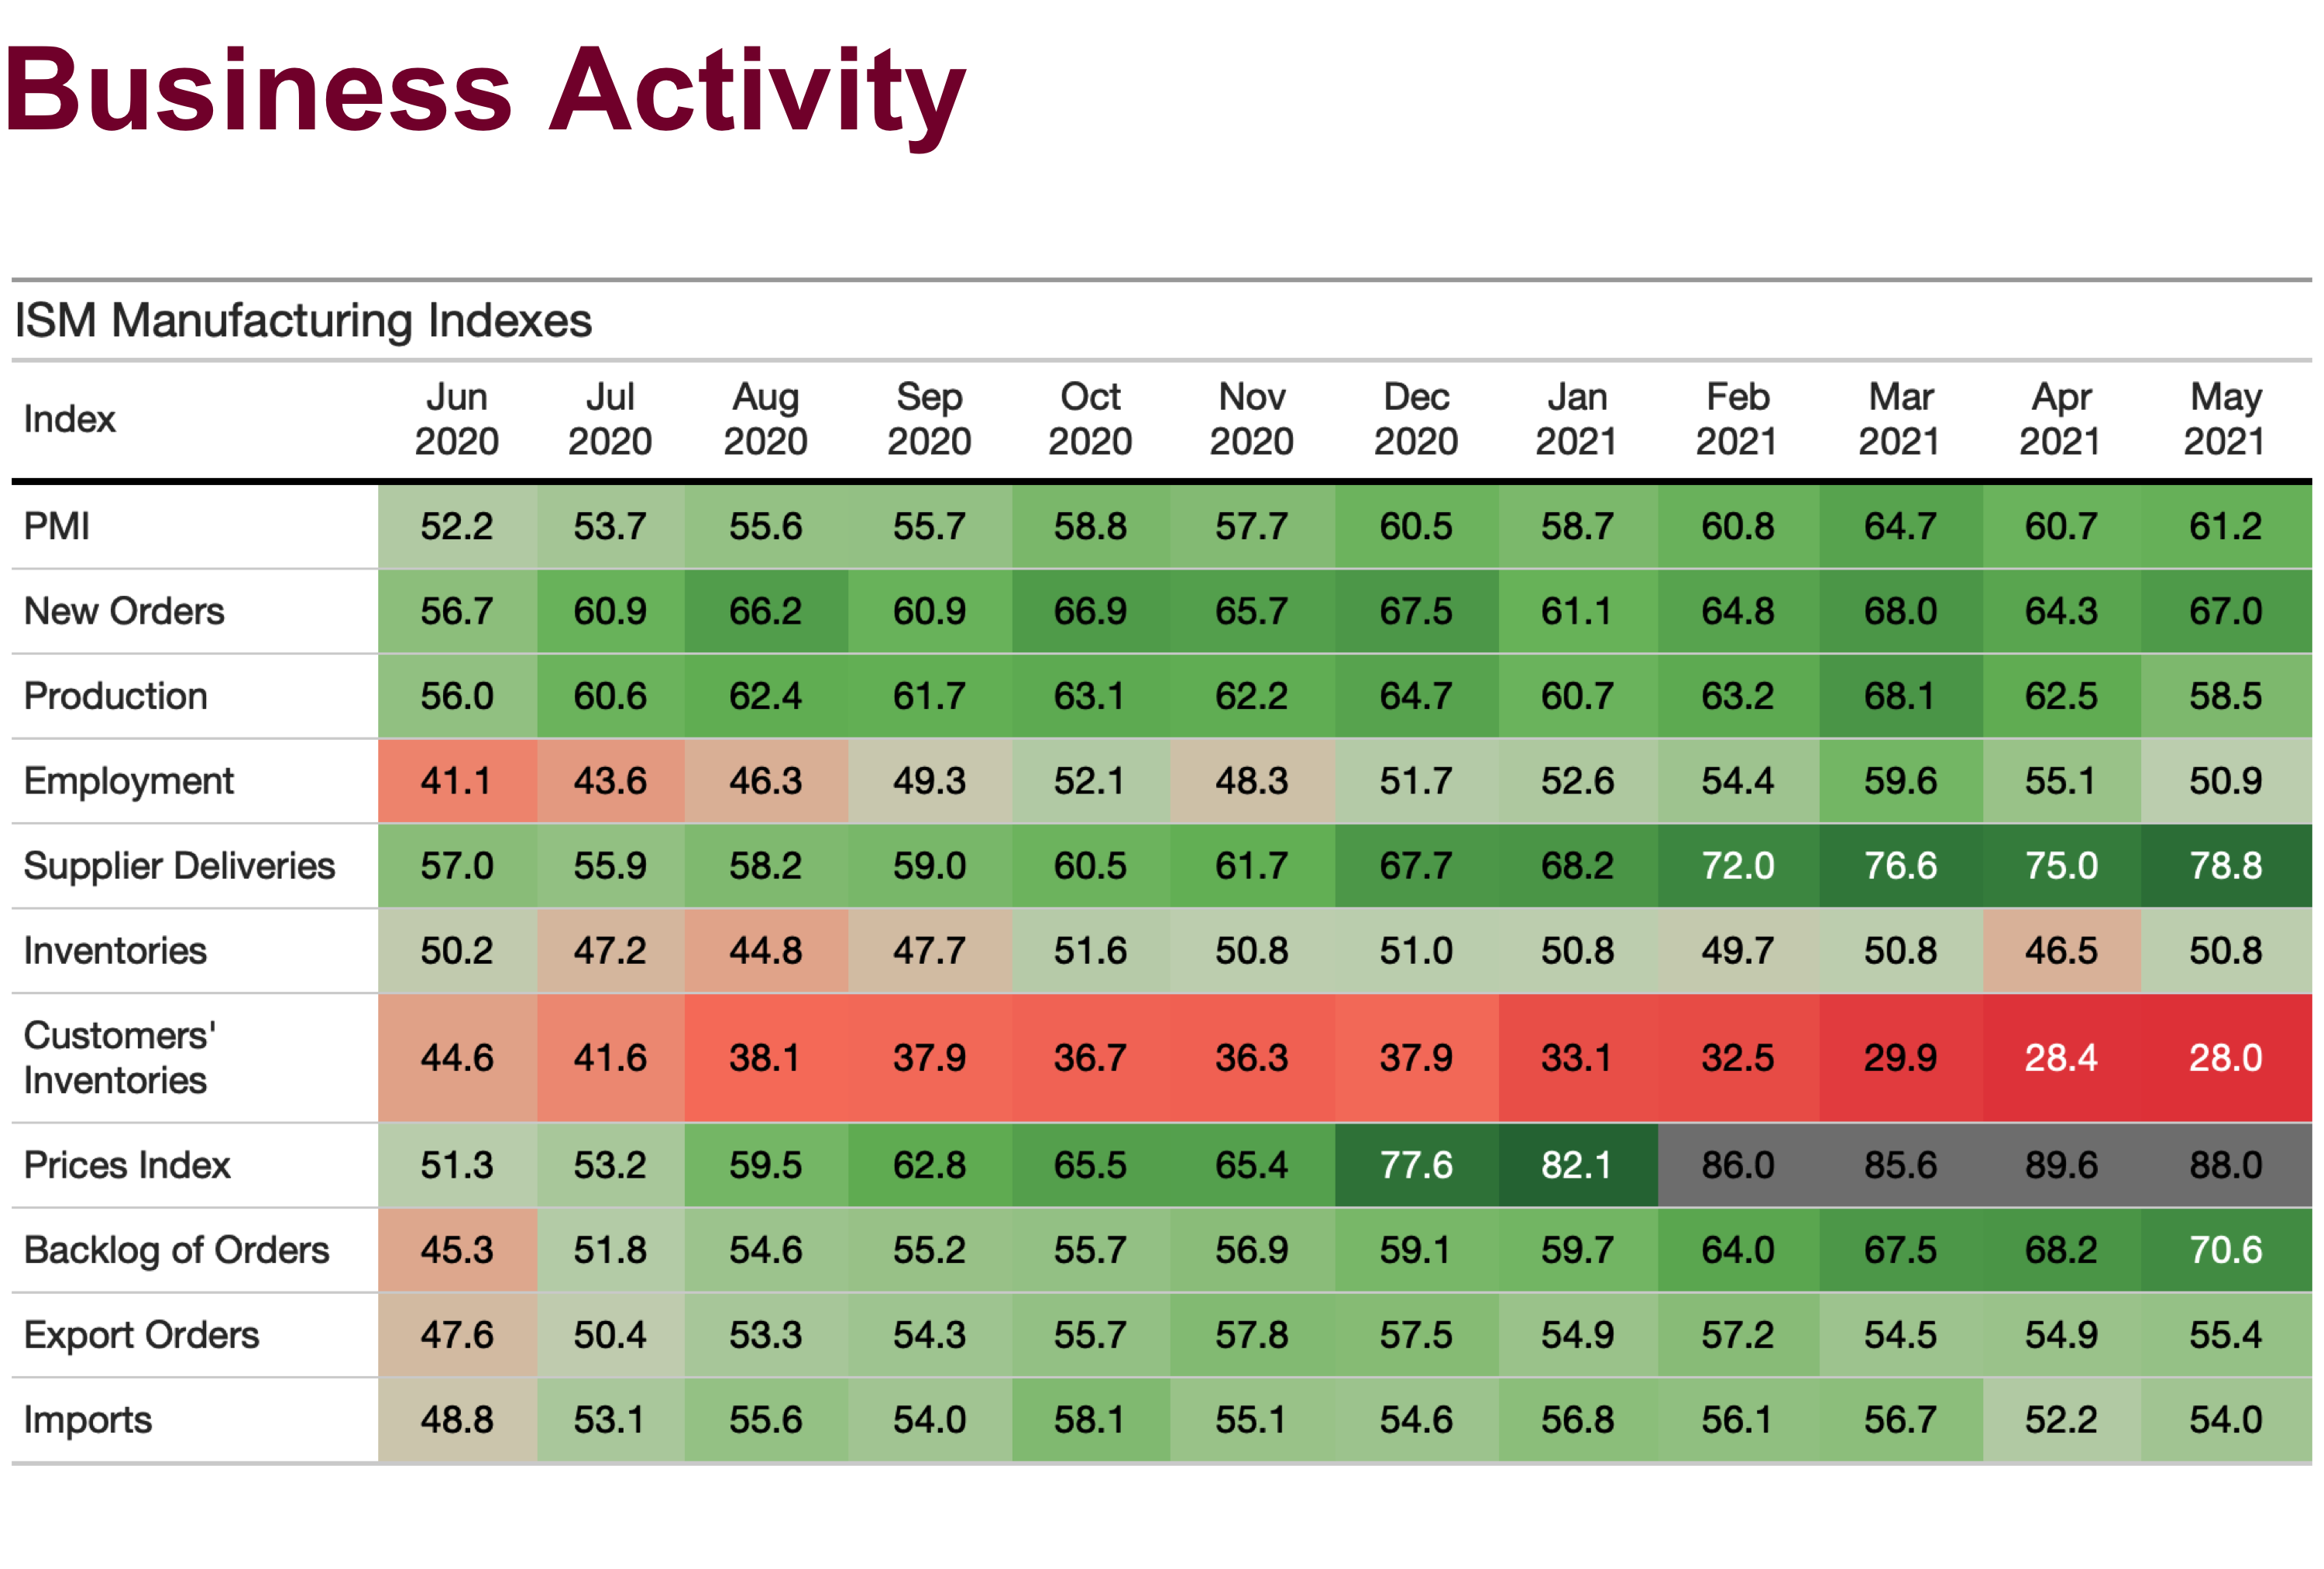 Business Activity
ISM Manufacturing Indexes
Index Jun 2020 Jul 2020 Aug 2020 Sep 2020 Oct 2020 Nov 2020 Dec 2020 Jan 2021 Feb 2021 Mar 2021 Apr 2021 May 2021
PMI 52.2 53.7 55.6 55.7 58.8 57.7 60.5 58.7 60.8 64.7 60.7 61.2
New Orders 56.7 60.9 66.2 60.9 66.9 65.7 67.5 61.1 64.8 68.0 64.3 67.0
Production 56.0 60.6 62.4 61.7 63.1 62.2 64.7 60.7 63.2 68.1 62.5 58.5
Employment 41.1 43.6 46.3 49.3 52.1 48.3 51.7 52.6 54.4 59.6 55.1 50.9
Supplier Deliveries 57.0 55.9 58.2 59.0 60.5 61.7 67.7 68.2 72.0 76.6 75.0 78.8
Inventories 50.2 47.2 44.8 47.7 51.6 50.8 51.0 50.8 49.7 50.8 46.5 50.8
Customers' Inventories 44.6 41.6 38.1 37.9 36.7 36.3 37.9 33.1 32.5 29.9 28.4 28.0
Prices Index 51.3 53.2 59.5 62.8 65.5 65.4 77.6 82.1 86.0 85.6 89.6 88.0
Backlog of Orders 45.3 51.8 54.6 55.2 55.7 56.9 59.1 59.7 64.0 67.5 68.2 70.6
Export Orders 47.6 50.4 53.3 54.3 55.7 57.8 57.5 54.9 57.2 54.5 54.9 55.4
Imports 48.8 53.1 55.6 54.0 58.1 55.1 54.6 56.8 56.1 56.7 52.2 54.0